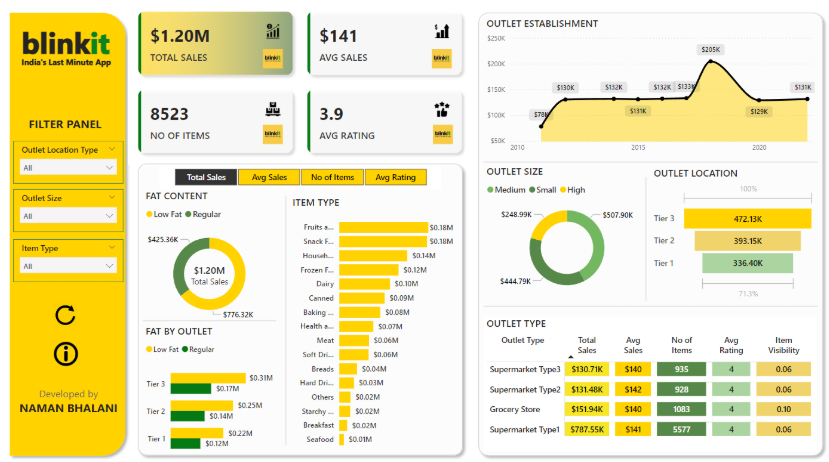 blinkit
India's Last Minute App
FILTER PANEL
Outlet Location Type
All
Outlet Size
All
Item Type
All
Developed by
NAMAN BHALANI
$1.20M
TOTAL SALES
blinkit
$141
AVG SALES
blinkit
8523
NO OF ITEMS
blinkit
3.9
AVG RATING
blinkit
Total Sales Avg Sales No of Items Avg Rating
FAT CONTENT
Low Fat Regular
$425.36K
$1.20M
Total Sales
$776.32K
FAT BY OUTLET
Low Fat Regular
Tier 3 $0.31M
$0.17M
Tier 2 $0.25M
$0.14M
Tier 1 $0.22M
$0.12M
ITEM TYPE
Fruits a... $0.18M
Snack F... $0.18M
Househ... $0.14M
Frozen F... $0.12M
Dairy $0.10M
Canned $0.09M
Baking ... $0.08M
Health a... $0.07M
Meat $0.06M
Soft Dri... $0.06M
Breads $0.04M
Hard Dri... $0.03M
Others $0.02M
Starchy ... $0.02M
Breakfast $0.02M
Seafood $0.01M
OUTLET ESTABLISHMENT
$250K
$200K
$150K
$100K
$50K
$78K
$130K
$132K
$131K
$132K
$133K
$205K
$129K
$131K
2010 2015 2020
OUTLET SIZE
Medium Small High
$248.99K
$507.90K
$444.79K
OUTLET LOCATION
100%
Tier 3 472.13K
Tier 2 393.15K
Tier 1 336.40K
71.3%
OUTLET TYPE
Outlet Type Total Sales Avg Sales No of Items Avg Rating Item Visibility
Supermarket Type3 $130.71K $140 935 4 0.06
Supermarket Type2 $131.48K $142 928 4 0.06
Grocery Store $151.94K $140 1083 4 0.10
Supermarket Type1 $787.55K $141 5577 4 0.06